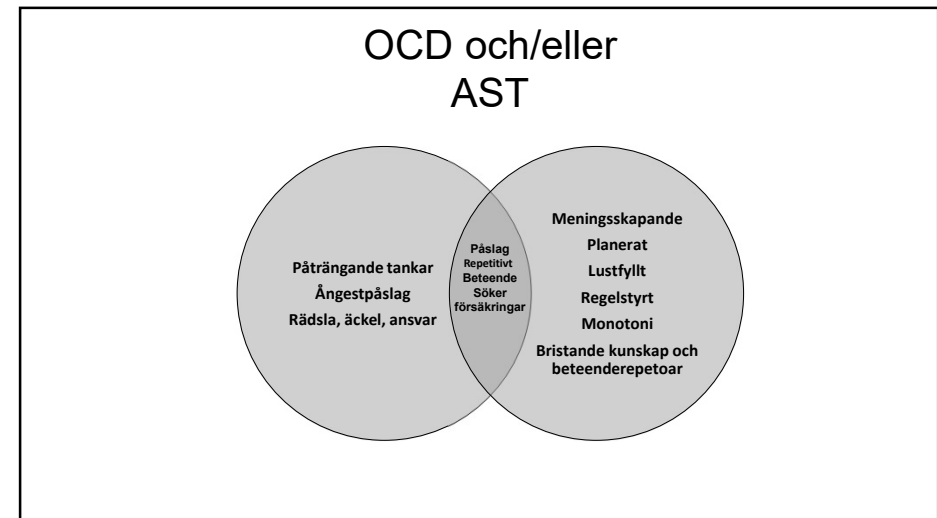 OCD och/eller
AST
Påträngande tankar
Ångestpåslag
Rädsla, äckel, ansvar
Påslag
Repetitivt
Beteende
Söker
försäkringar
Meningsskapande
Planerat
Lustfyllt
Regelstyrt
Monotoni
Bristande kunskap och
beteenderepetoar